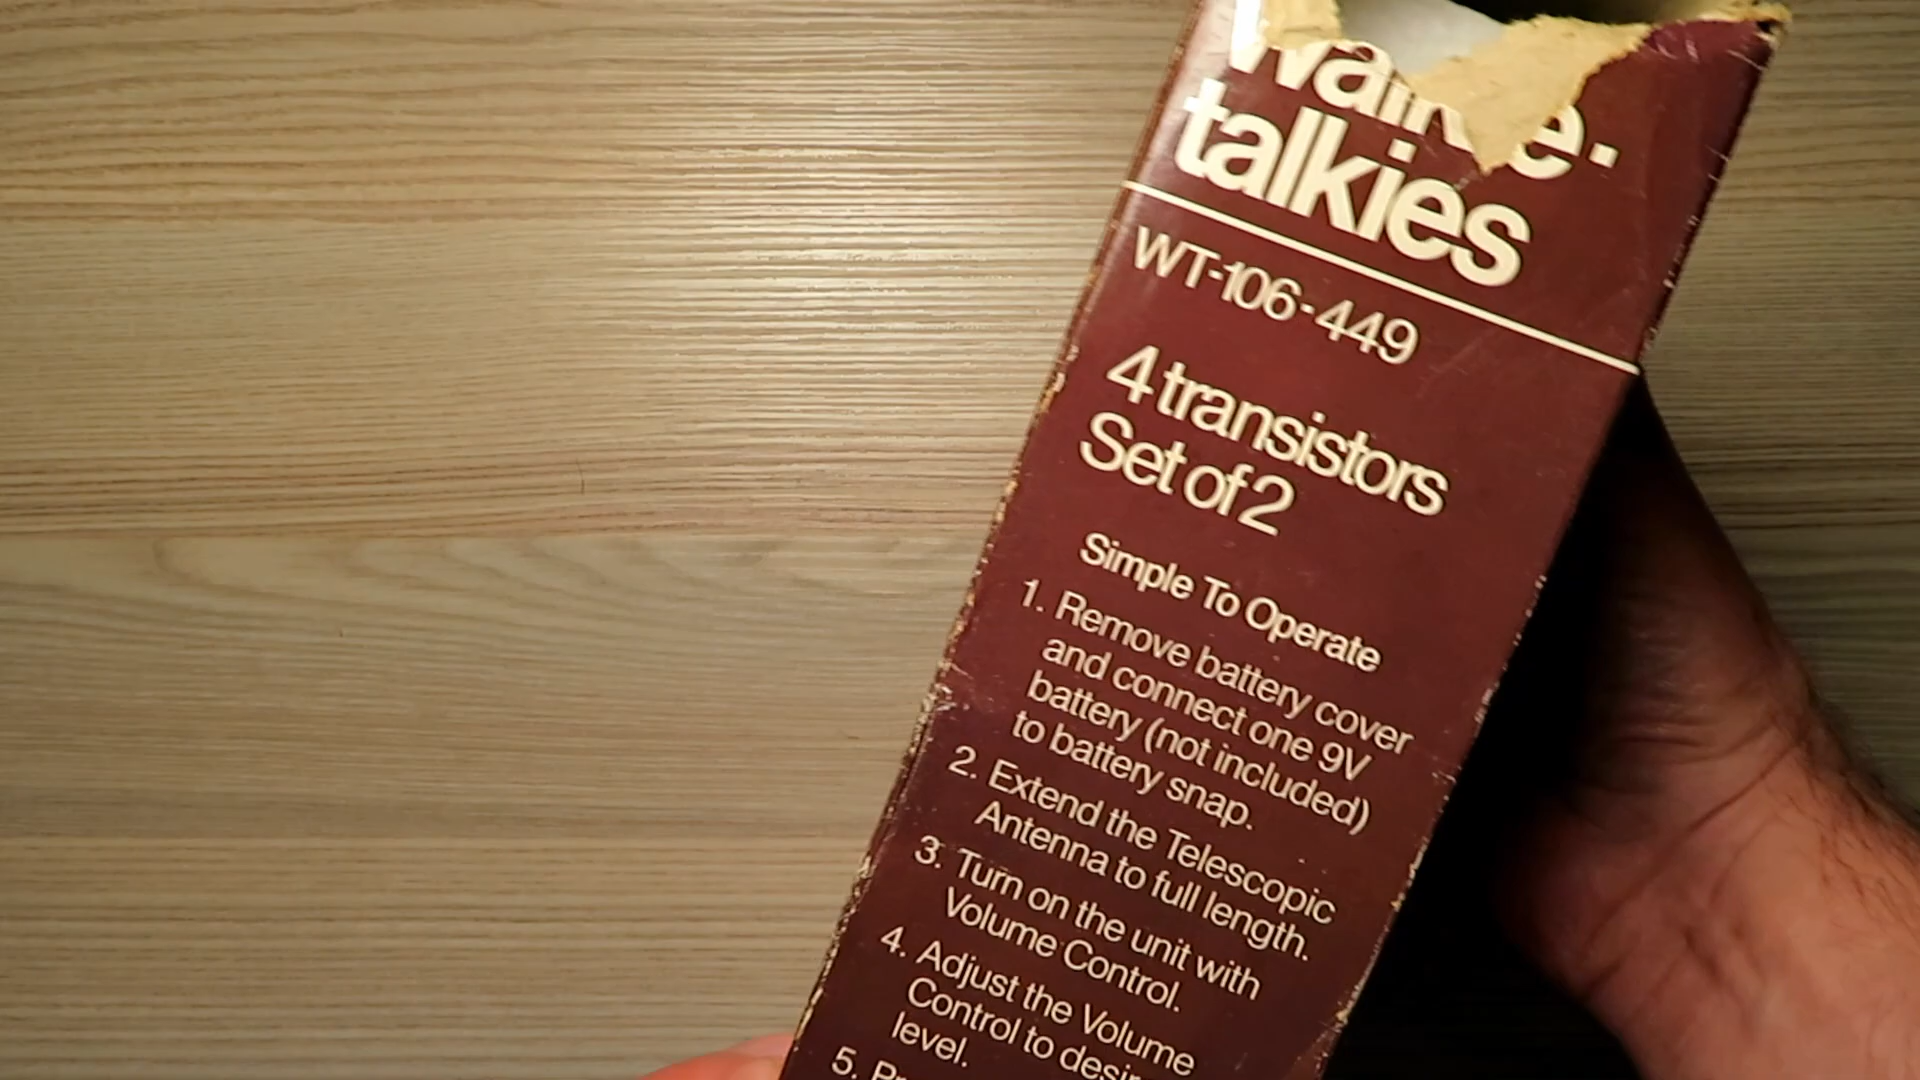 talkies
WT-106-449
4 transistors
Set of 2
Simple To Operate
1. Remove battery cover
and connect one 9V
battery (not included)
to battery snap.
2. Extend the Telescopic
Antenna to full length.
3. Turn on the unit with
Volume Control.
4. Adjust the Volume
Control to
level.
5.